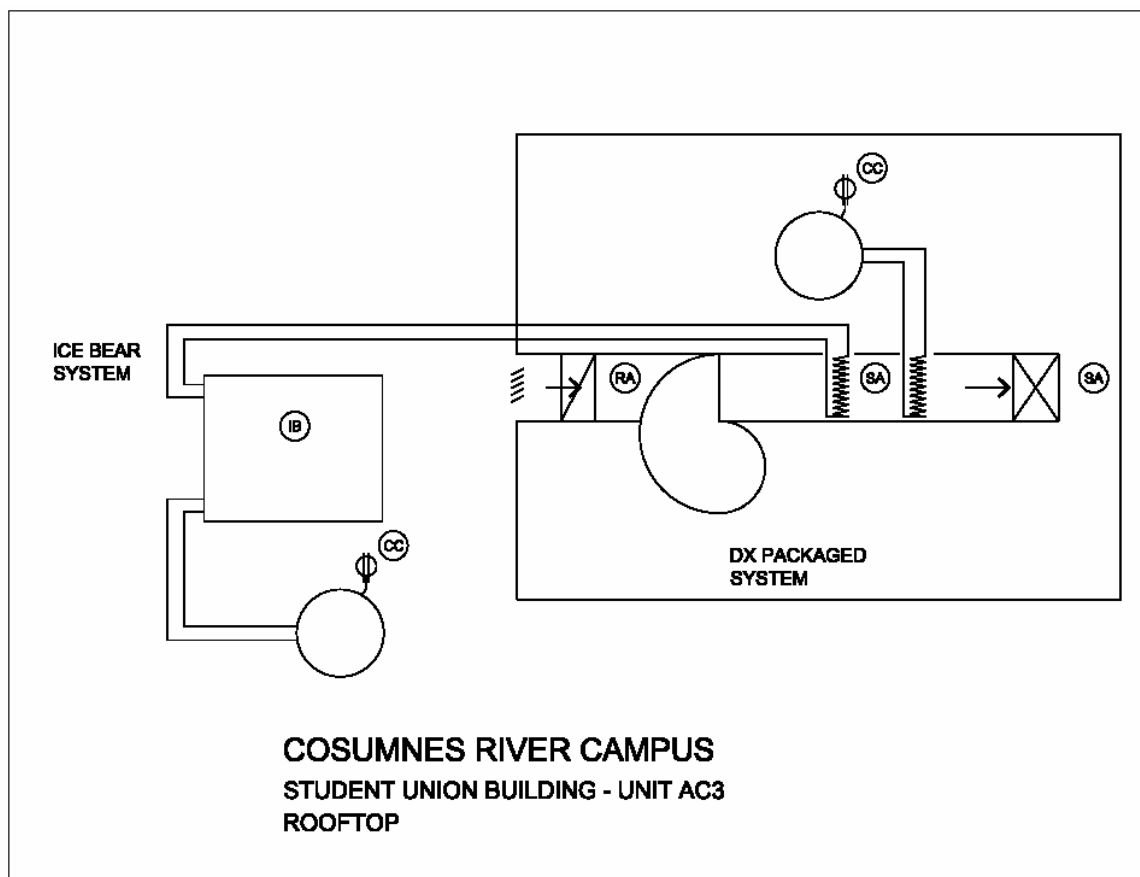 CC
ICE BEAR
SYSTEM
RA
SA
SA
IB
CC
DX PACKAGED
SYSTEM
COSUMNES RIVER CAMPUS
STUDENT UNION BUILDING - UNIT AC3
ROOFTOP